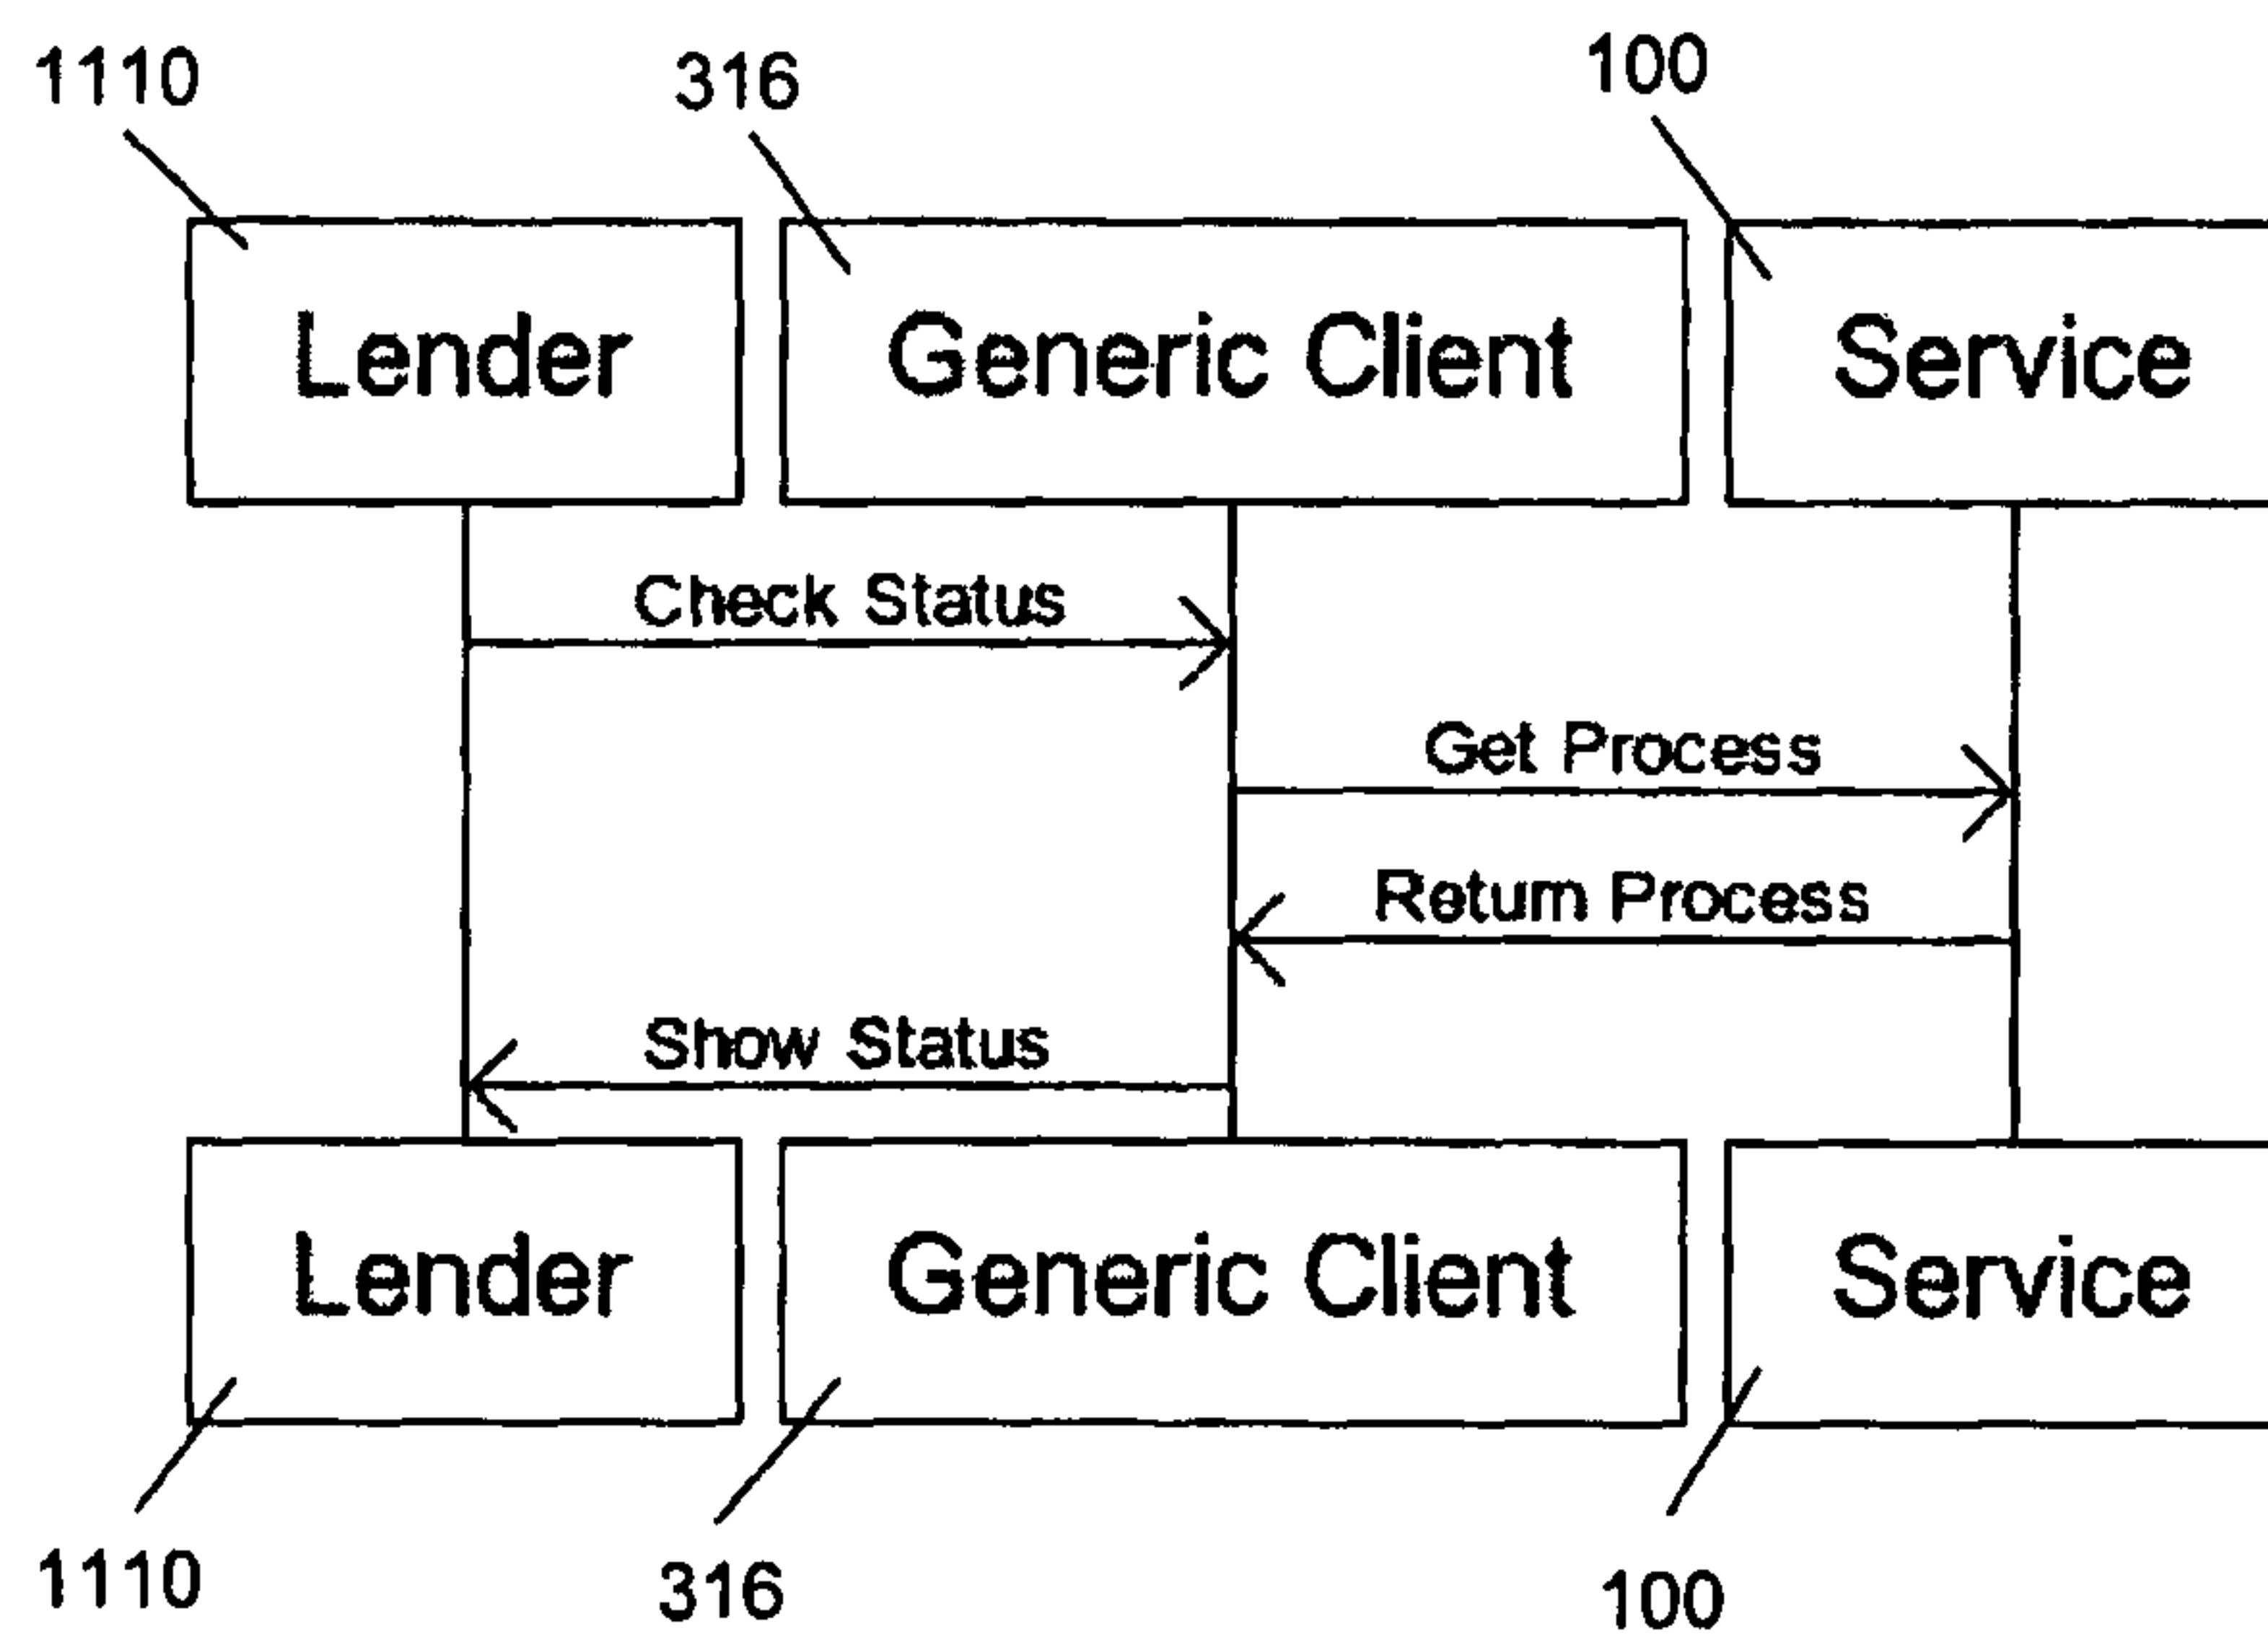 1110 316 100
Lender Generic Client Service
Check Status
Get Process
Return Process
Show Status
Lender Generic Client Service
1110 316 100